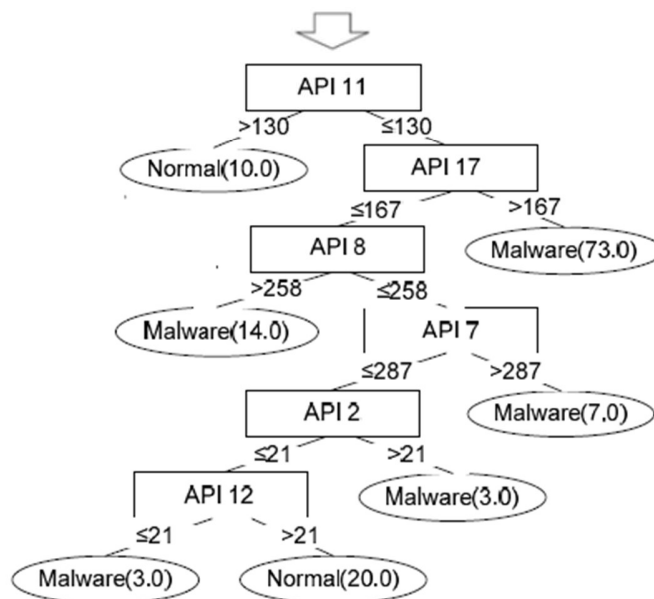 API 11
>130 ≤130
Normal(10.0)
API 17
≤167 >167
API 8
Malware(73.0)
>258 ≤258
Malware(14.0)
API 7
≤287 >287
API 2
Malware(7.0)
≤21 >21
API 12
Malware(3.0)
≤21 >21
Malware(3.0) Normal(20.0)